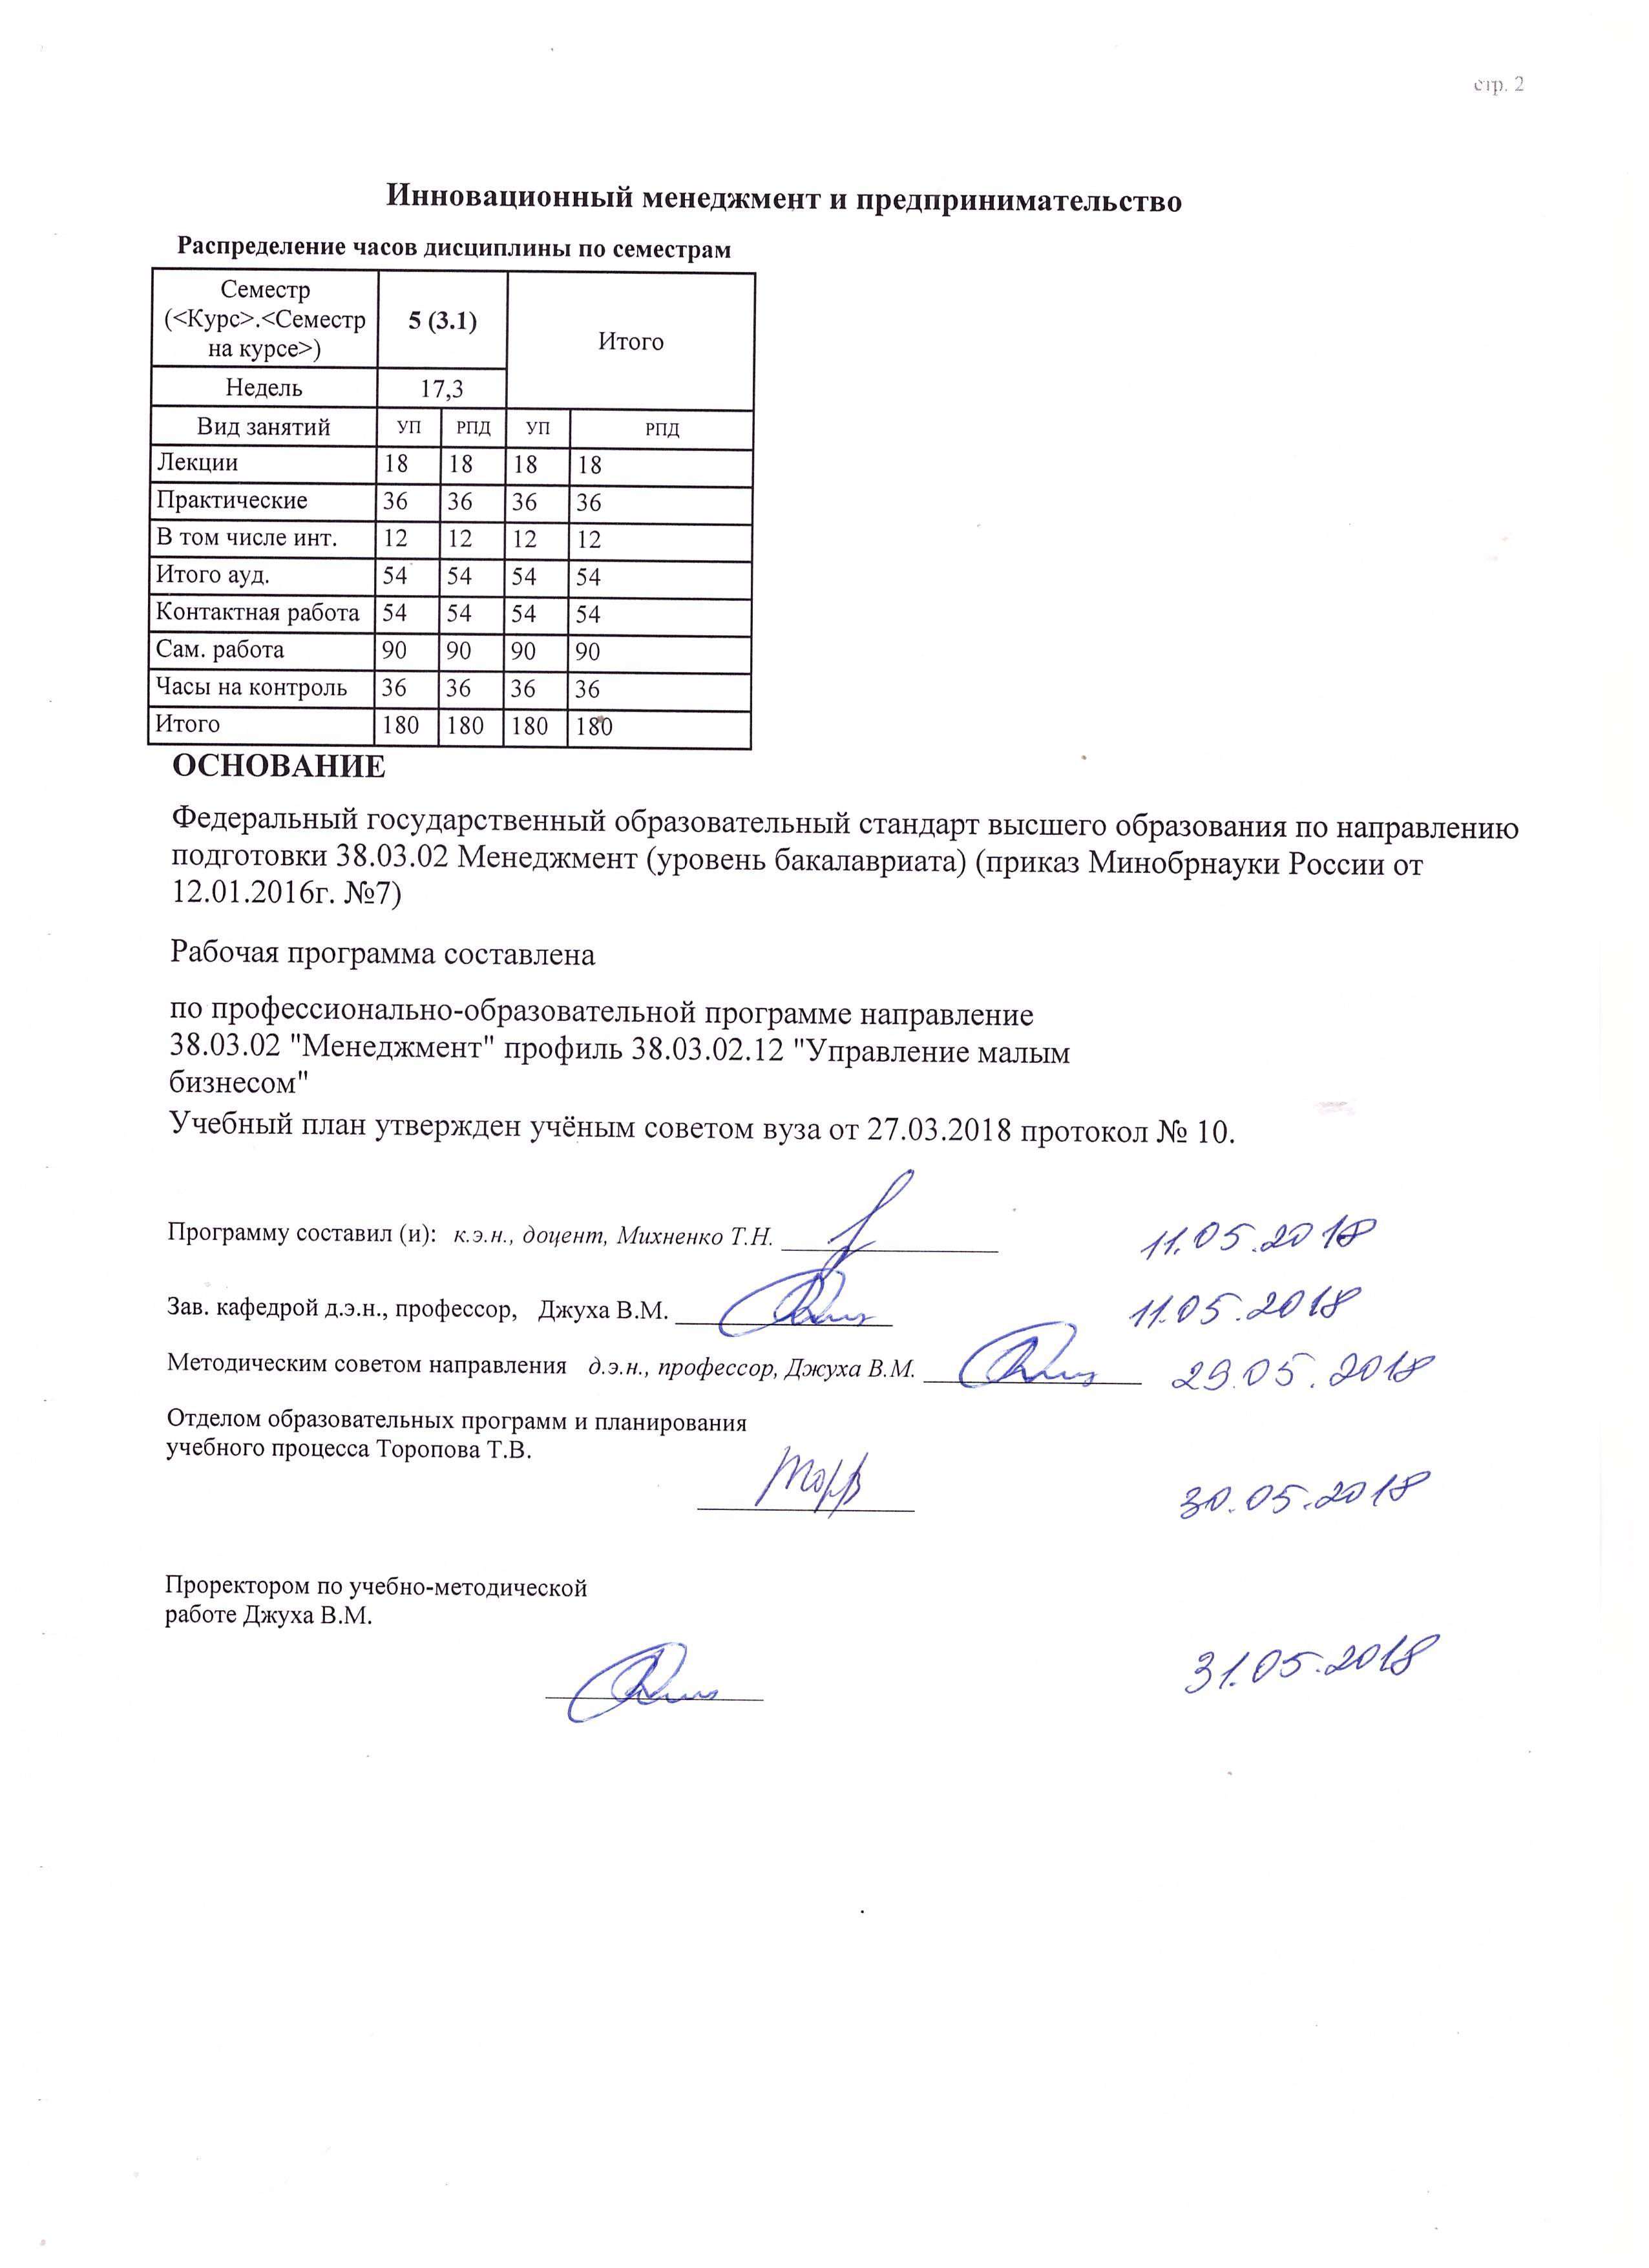 стр. 2
Инновационный менеджмент и предпринимательство
Распределение часов дисциплины по семестрам
Семестр
(<Курс>.<Семестр
на курсе>)
5 (3.1)
Итого
Недель 17,3
Вид занятий УП РПД УП РПД
Лекции 18 18 18 18
Практические 36 36 36 36
В том числе инт. 12 12 12 12
Итого ауд. 54 54 54 54
Контактная работа 54 54 54 54
Сам. работа 90 90 90 90
Часы на контроль 36 36 36 36
Итого 180 180 180 180
ОСНОВАНИЕ
Федеральный государственный образовательный стандарт высшего образования по направлению
подготовки 38.03.02 Менеджмент (уровень бакалавриата) (приказ Минобрнауки России от
12.01.2016г. №7)
Рабочая программа составлена
по профессионально-образовательной программе направление
38.03.02 "Менеджмент" профиль 38.03.02.12 "Управление малым
бизнесом"
Учебный план утвержден учёным советом вуза от 27.03.2018 протокол № 10.
Программу составил (и): к.э.н., доцент, Михненко Т.Н. 11.05.2018
Зав. кафедрой д.э.н., профессор, Джуха В.М. 11.05.2018
Методическим советом направления д.э.н., профессор, Джуха В.М. 29.05.2018
Отделом образовательных программ и планирования
учебного процесса Торопова Т.В.
30.05.2018
Проректором по учебно-методической
работе Джуха В.М.
31.05.2018